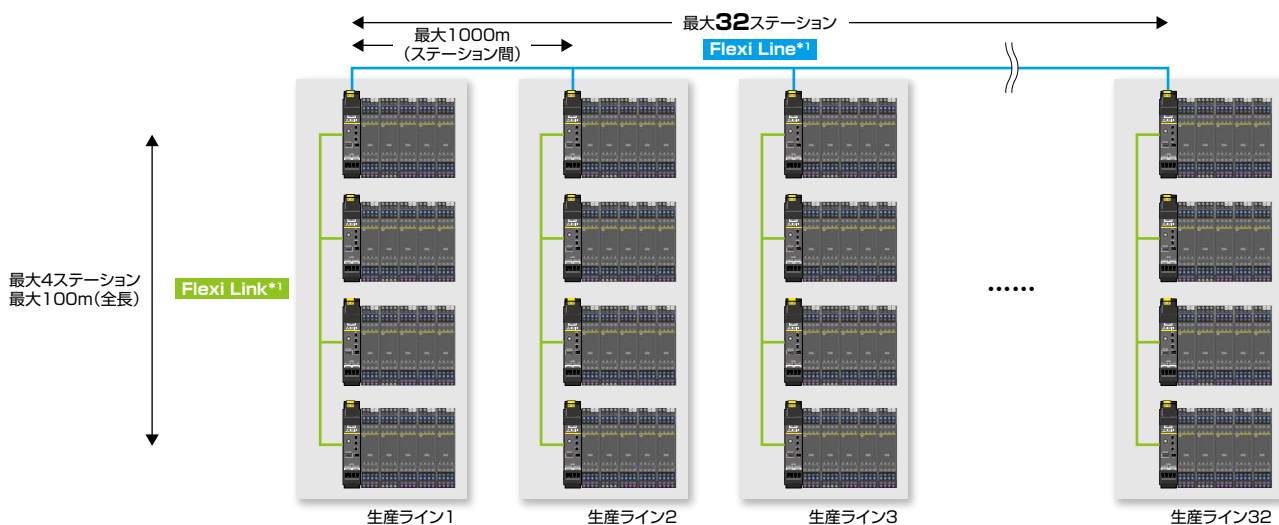 最大32ステーション
最大1000m
(ステーション間)
Flexi Line*1
最大4ステーション
最大100m(全長)
Flexi Link*1
……
生産ライン1
生産ライン2
生産ライン3
生産ライン32